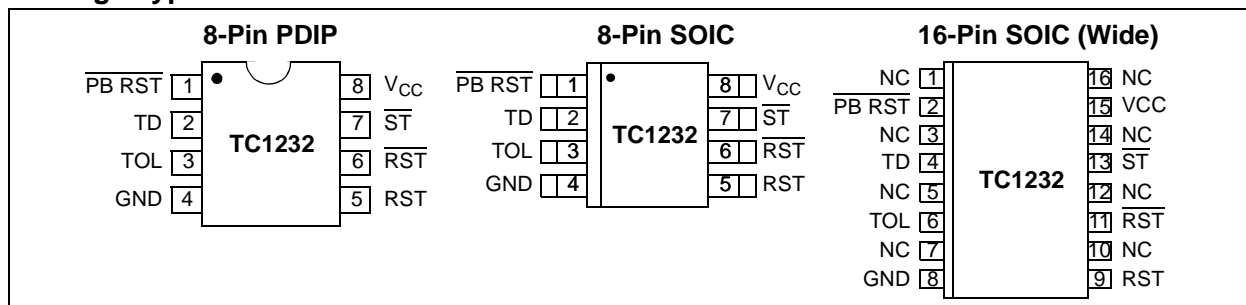 8-Pin PDIP
PB RST 1
TD 2
TOL 3
GND 4
TC1232
8 VCC
7 ST
6 RST
5 RST
8-Pin SOIC
PB RST 1
TD 2
TOL 3
GND 4
TC1232
8 VCC
7 ST
6 RST
5 RST
16-Pin SOIC (Wide)
NC 1
PB RST 2
NC 3
TD 4
NC 5
TOL 6
NC 7
GND 8
TC1232
16 NC
15 VCC
14 NC
13 ST
12 NC
11 RST
10 NC
9 RST